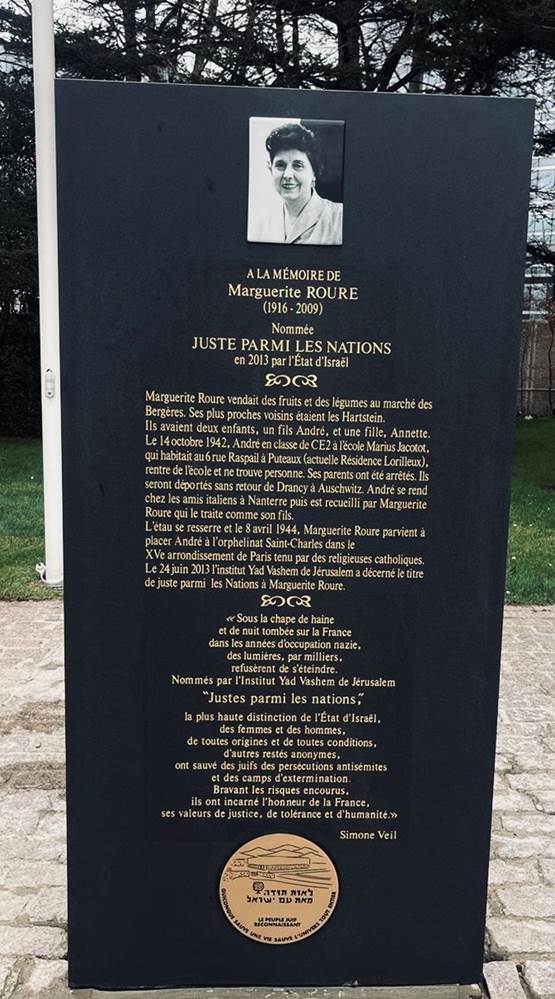 A LA MÉMOIRE DE
Marguerite ROURE
(1916 - 2009)
Nommée
JUSTE PARMI LES NATIONS
en 2013 par l'État d'Israël
Marguerite Roure vendait des fruits et des légumes au marché des
Bergères. Ses plus proches voisins étaient les Hartstein.
Ils avaient deux enfants, un fils André, et une fille, Annette.
Le 14 octobre 1942, André en classe de CE2 à l'école Marius Jacotot,
qui habitait au 6 rue Raspail à Puteaux (actuelle Résidence Lorilleux),
rentre de l'école et ne trouve personne. Ses parents ont été arrêtés. Ils
seront déportés sans retour de Drancy à Auschwitz. André se rend
chez les amis italiens à Nanterre puis est recueilli par Marguerite
Roure qui le traite comme son fils.
L'étau se resserre et le 8 avril 1944, Marguerite Roure parvient à
placer André à l'orphelinat Saint-Charles dans le
XVe arrondissement de Paris tenu par des religieuses catholiques.
Le 24 juin 2013 l'institut Yad Vashem de Jérusalem a décerné le titre
de juste parmi les Nations à Marguerite Roure.
« Sous la chape de haine
et de nuit tombée sur la France
dans les années d'occupation nazie,
des lumières, par milliers,
refusèrent de s'éteindre.
Nommés par l'Institut Yad Vashem de Jérusalem
"Justes parmi les nations,"
la plus haute distinction de l'État d'Israël,
des femmes et des hommes,
de toutes origines et de toutes conditions,
d'autres restés anonymes,
ont sauvé des juifs des persécutions antisémites
et des camps d'extermination.
Bravant les risques encourus,
ils ont incarné l'honneur de la France,
ses valeurs de justice, de tolérance et d'humanité.»
Simone Veil
לאות תודה
מאת עם ישראל
LE PEUPLE JUIF
RECONNAISSANT
QUICONQUE SAUVE UNE VIE SAUVE L'UNIVERS TOUT ENTIER